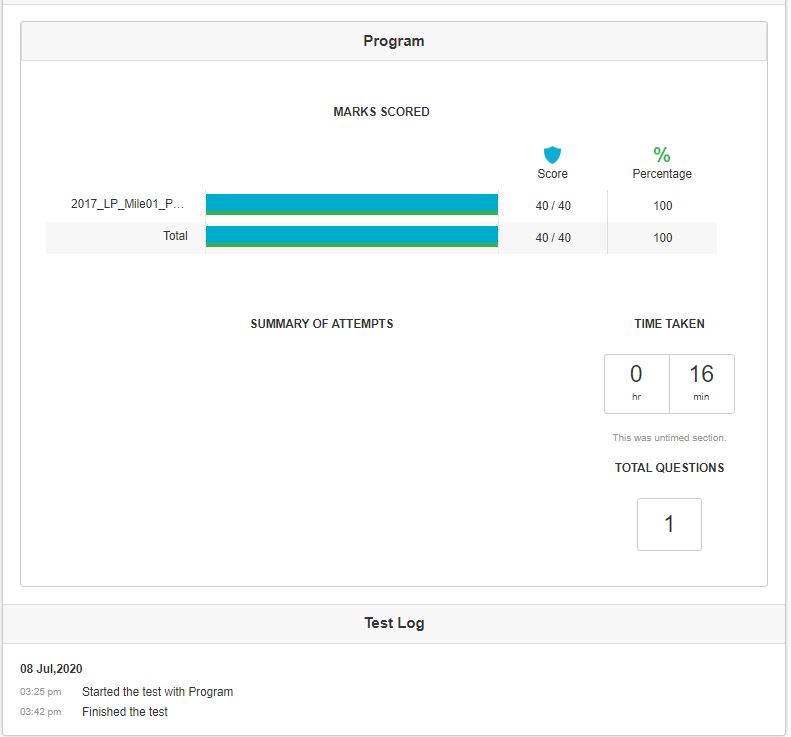 Program
MARKS SCORED
%
Score Percentage
2017_LP_Mile01_P... 40 / 40 100
Total 40 / 40 100
SUMMARY OF ATTEMPTS
TIME TAKEN
0 16
hr min
This was untimed section.
TOTAL QUESTIONS
1
Test Log
08 Jul,2020
03:25 pm Started the test with Program
03:42 pm Finished the test